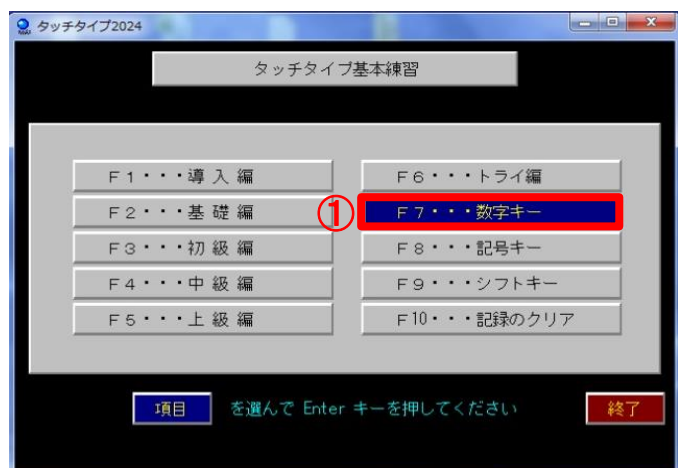 タッチタイプ2024
タッチタイプ基本練習
F1・・・導入編
F2・・・基礎編
F3・・・初級編
F4・・・中級編
F5・・・上級編
F6・・・トライ編
① F7・・・数字キー
F8・・・記号キー
F9・・・シフトキー
F10・・・記録のクリア
項目 を選んで Enter キーを押してください 終了